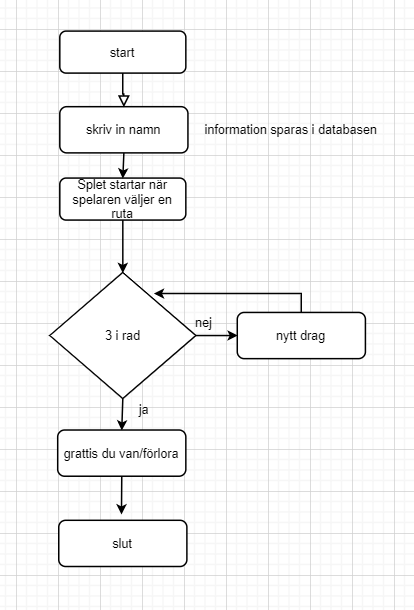 start
skriv in namn
information sparas i databasen
Splet startar när
spelaren väljer en
ruta
3 i rad
nej
nytt drag
ja
grattis du van/förlora
slut